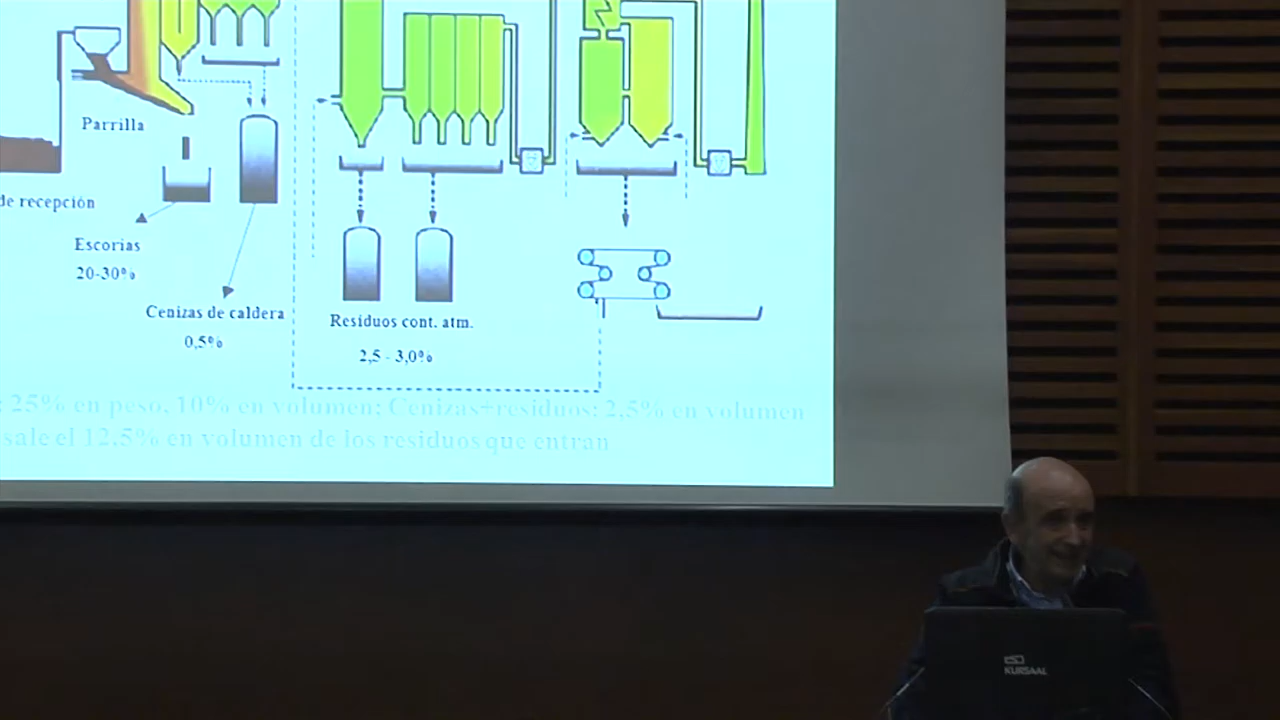 Parrilla
de recepción
Escorias
20-30%
Cenizas de caldera
0,5%
Residuos cont. atm.
2,5 - 3,0%
: 25% en peso, 10% en volumen; Cenizas+residuos: 2,5% en volumen
sale el 12,5% en volumen de los residuos que entran
KURSAAL